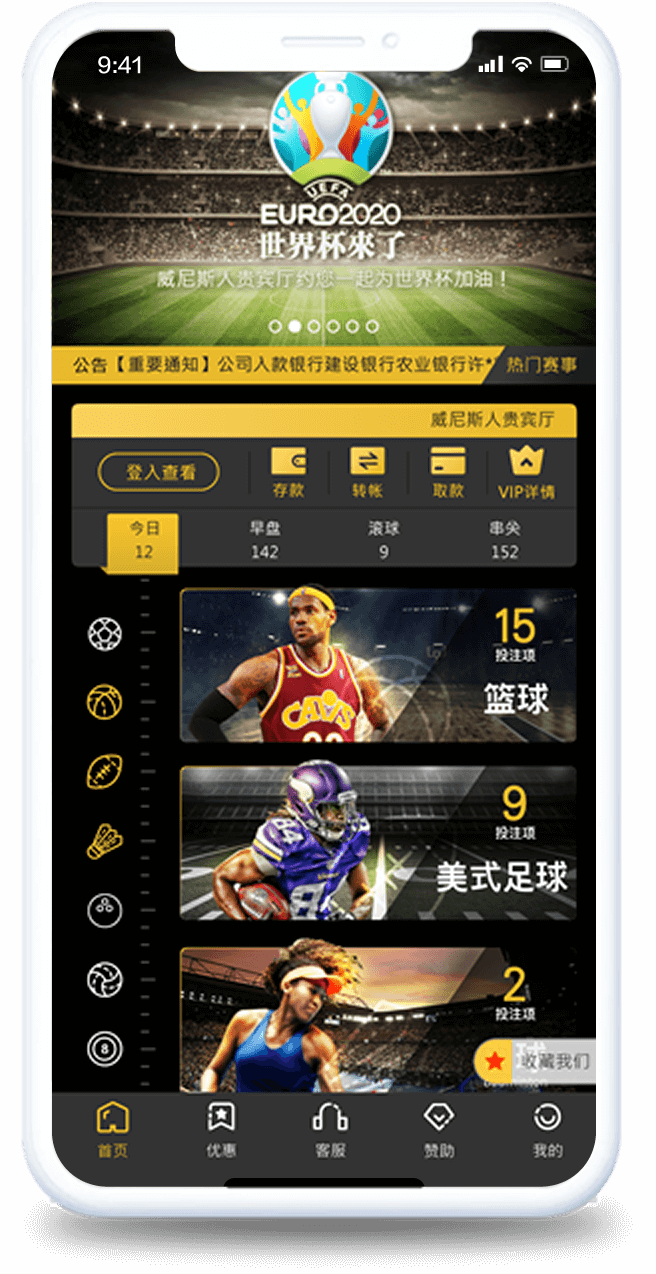 9:41
UEFA
EURO2020
世界杯來了
威尼斯人贵宾厅约您一起为世界杯加油！
公告【重要通知】公司入款银行建设银行农业银行许*
热门赛事
威尼斯人贵宾厅
登入查看
存款
转帐
取款
VIP详情
今日
早盘
滚球
串关
12
142
9
152
15
投注项
篮球
CAVS
9
投注项
美式足球
84
84
2
投注项
球
收藏我们
8
首页
优惠
客服
赞助
我的